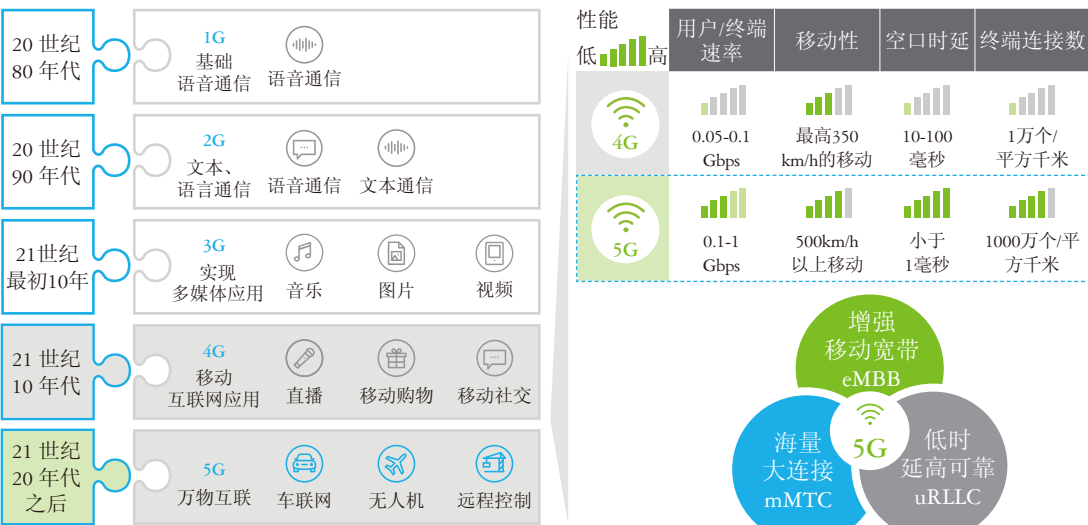 20 世纪
80 年代
1G
基础
语音通信
语音通信
20 世纪
90 年代
2G
文本、
语言通信
语音通信
文本通信
21世纪
最初10年
3G
实现
多媒体应用
音乐
图片
视频
21 世纪
10 年代
4G
移动
互联网应用
直播
移动购物
移动社交
21 世纪
20 年代
之后
5G
万物互联
车联网
无人机
远程控制
性能
低
高
用户/终端
速率
移动性
空口时延
终端连接数
4G
0.05-0.1
Gbps
最高350
km/h的移动
10-100
毫秒
1万个/
平方千米
5G
0.1-1
Gbps
500km/h
以上移动
小于
1毫秒
1000万个/平
方千米
增强
移动宽带
eMBB
海量
大连接
mMTC
5G
低时
延高可靠
uRLLC